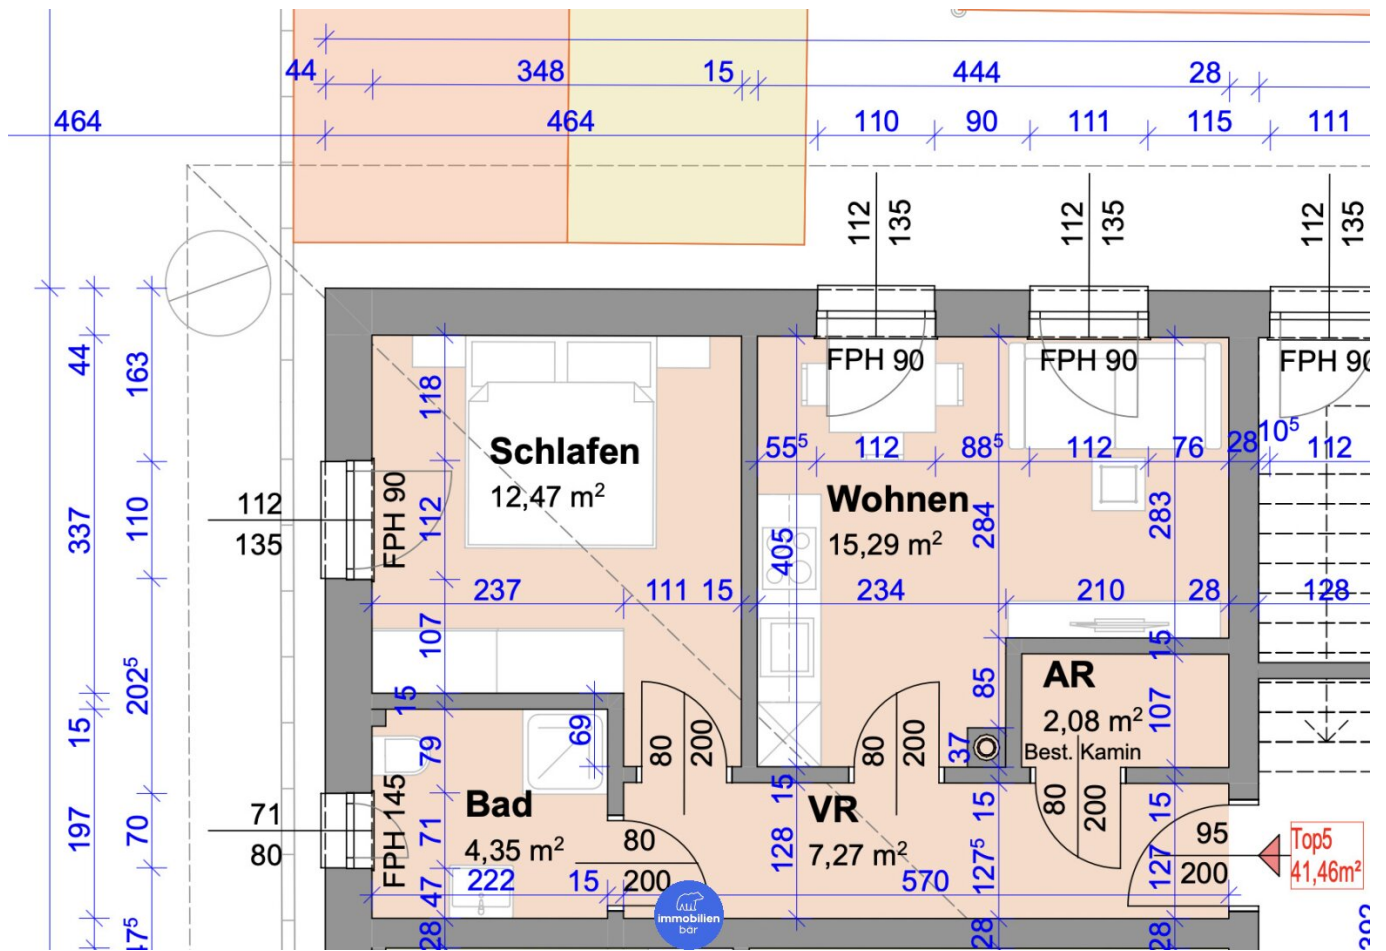 44 348 15 444 28
464 464 110 90 111 115 111
112 135 112 135 112 135
44 163 118 FPH 90 FPH 90 FPH 90
Schlafen
12,47 m²
55⁵ 112 88⁵ 112 76 28 10⁵ 112
Wohnen
15,29 m²
112
135
FPH 90
337 110 112 405 284 283
237 111 15 234 210 28 128
107 15
202⁵ 15 69 80 200 80 200 85 37
AR
2,08 m²
Best. Kamin
107
15 79
Bad
4,35 m²
VR
7,27 m²
71
80
FPH 145
197 70 71 47
80
200
15 15 15
80 200
95
200
Top5
41,46m²
128 127⁵ 127
222 15 570
47⁵ 28 28 28
immobilien
bär